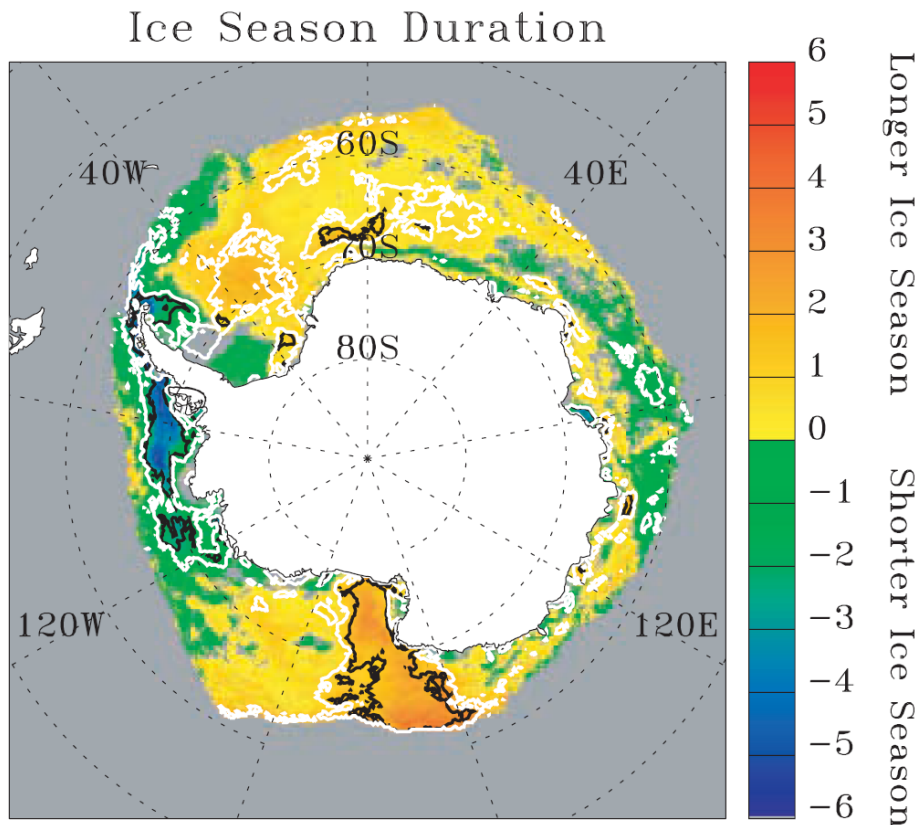 Ice Season Duration
60S
40W
40E
70S
80S
120W
120E
6
5
4
3
2
1
0
−1
−2
−3
−4
−5
−6
Longer Ice Season
Shorter Ice Season